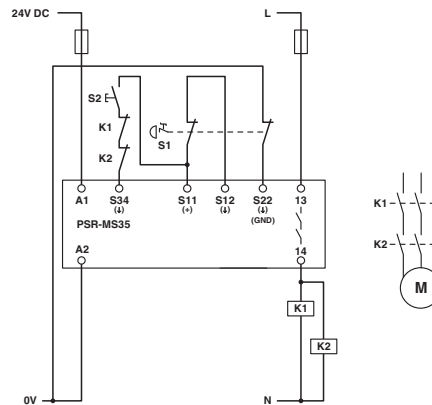 24V DC
L
S2
K1
S1
K2
A1 S34 S11 S12 S22 13
(↓) (+) (↓) (↓)
(GND)
PSR-MS35
A2 14
K1
K2
K1
K2
M
0V N